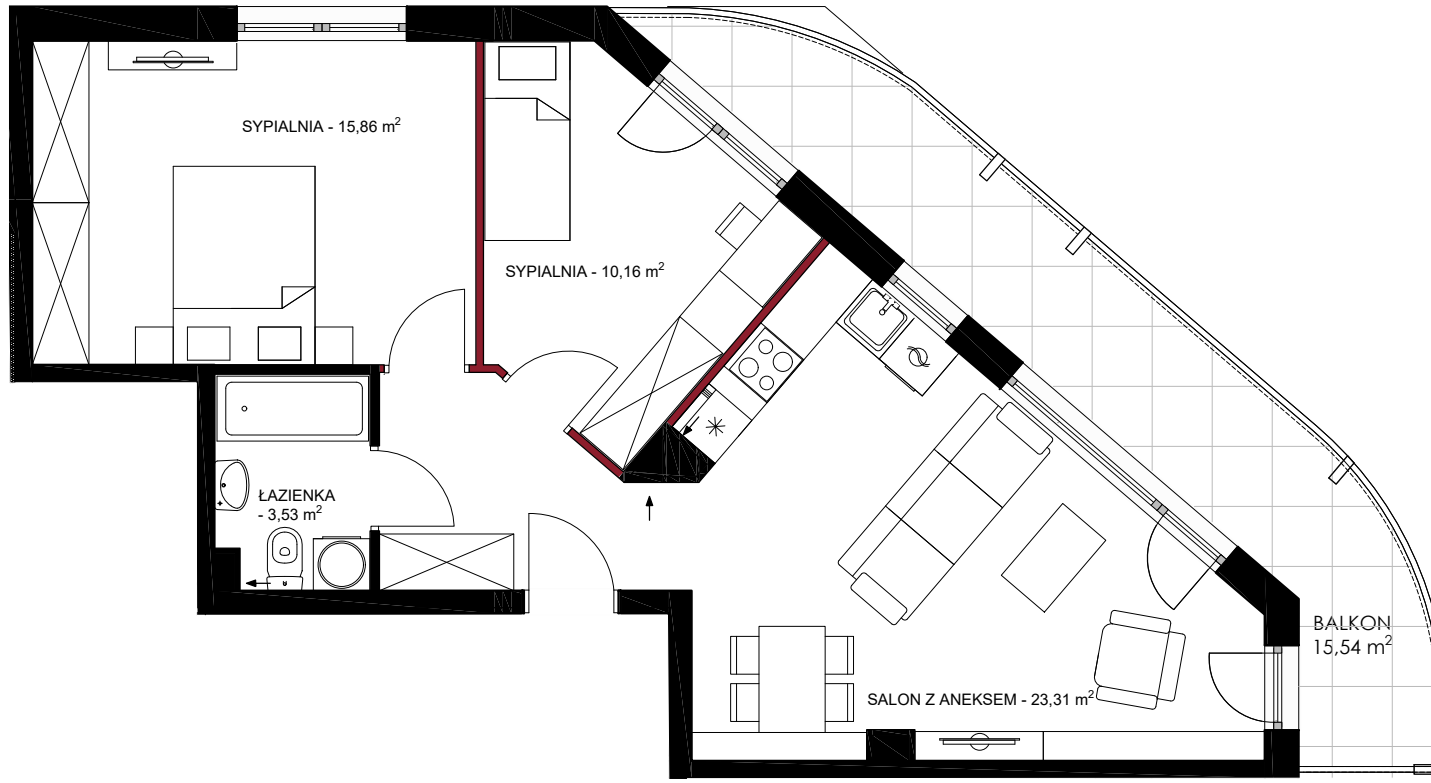 SYPIALNIA - 15,86 m²
SYPIALNIA - 10,16 m²
ŁAZIENKA
- 3,53 m²
BALKON
15,54 m²
SALON Z ANEKSEM - 23,31 m²